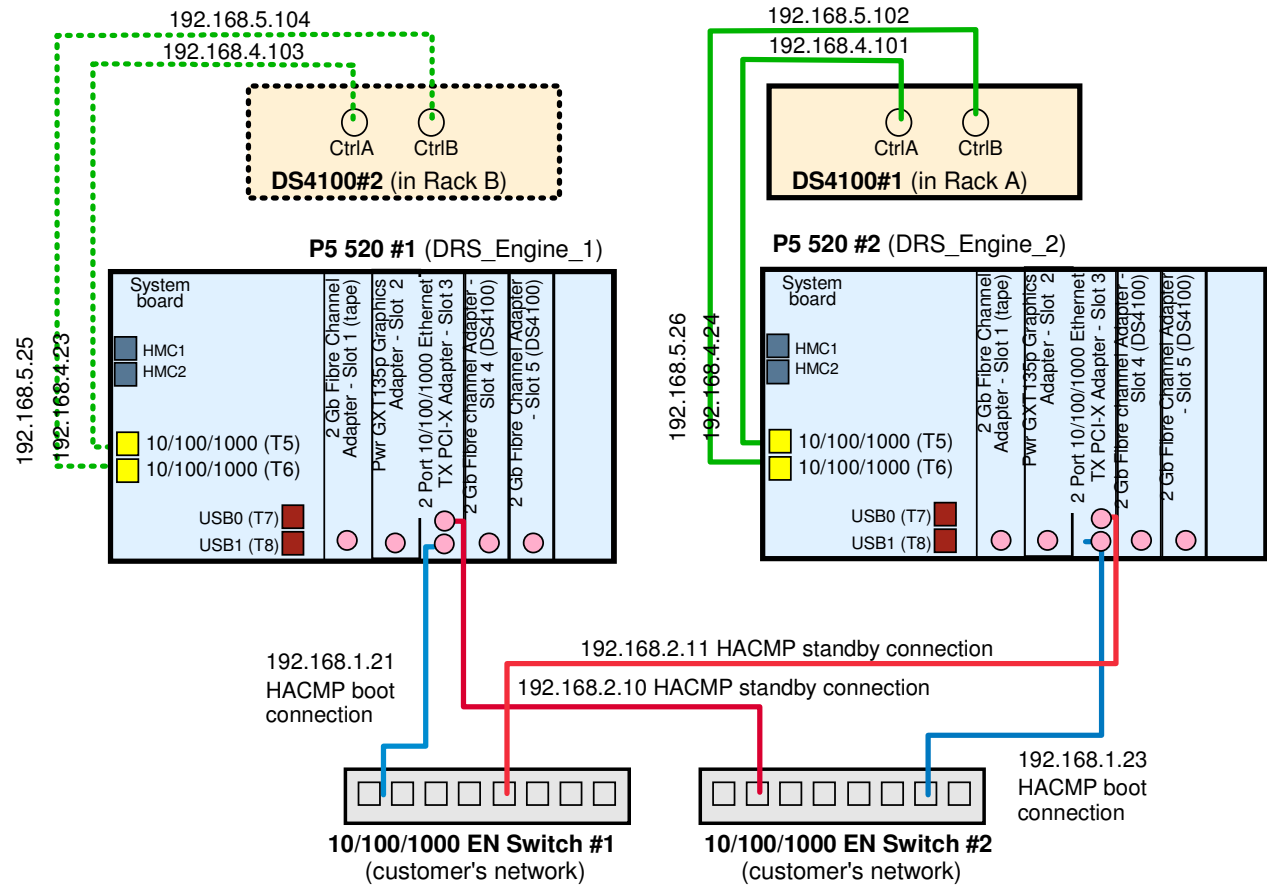 192.168.5.104
192.168.4.103
CtrlA
CtrlB
DS4100#2 (in Rack B)
192.168.5.102
192.168.4.101
CtrlA
CtrlB
DS4100#1 (in Rack A)
P5 520 #1 (DRS_Engine_1)
System
board
HMC1
HMC2
10/100/1000 (T5)
10/100/1000 (T6)
USB0 (T7)
USB1 (T8)
2 Gb Fibre Channel
Adapter - Slot 1 (tape)
Pwr GXT135p Graphics
Adapter - Slot 2
2 Port 10/100/1000 Ethernet
TX PCI-X Adapter - Slot 3
2 Gb Fibre channel Adapter -
Slot 4 (DS4100)
2 Gb Fibre Channel Adapter
- Slot 5 (DS4100)
192.168.5.25
192.168.4.23
P5 520 #2 (DRS_Engine_2)
System
board
HMC1
HMC2
10/100/1000 (T5)
10/100/1000 (T6)
USB0 (T7)
USB1 (T8)
2 Gb Fibre Channel
Adapter - Slot 1 (tape)
Pwr GXT135p Graphics
Adapter - Slot 2
2 Port 10/100/1000 Ethernet
TX PCI-X Adapter - Slot 3
2 Gb Fibre channel Adapter -
Slot 4 (DS4100)
2 Gb Fibre Channel Adapter
- Slot 5 (DS4100)
192.168.5.26
192.168.4.24
192.168.1.21
HACMP boot
connection
192.168.2.11 HACMP standby connection
192.168.2.10 HACMP standby connection
192.168.1.23
HACMP boot
connection
10/100/1000 EN Switch #1
(customer's network)
10/100/1000 EN Switch #2
(customer's network)